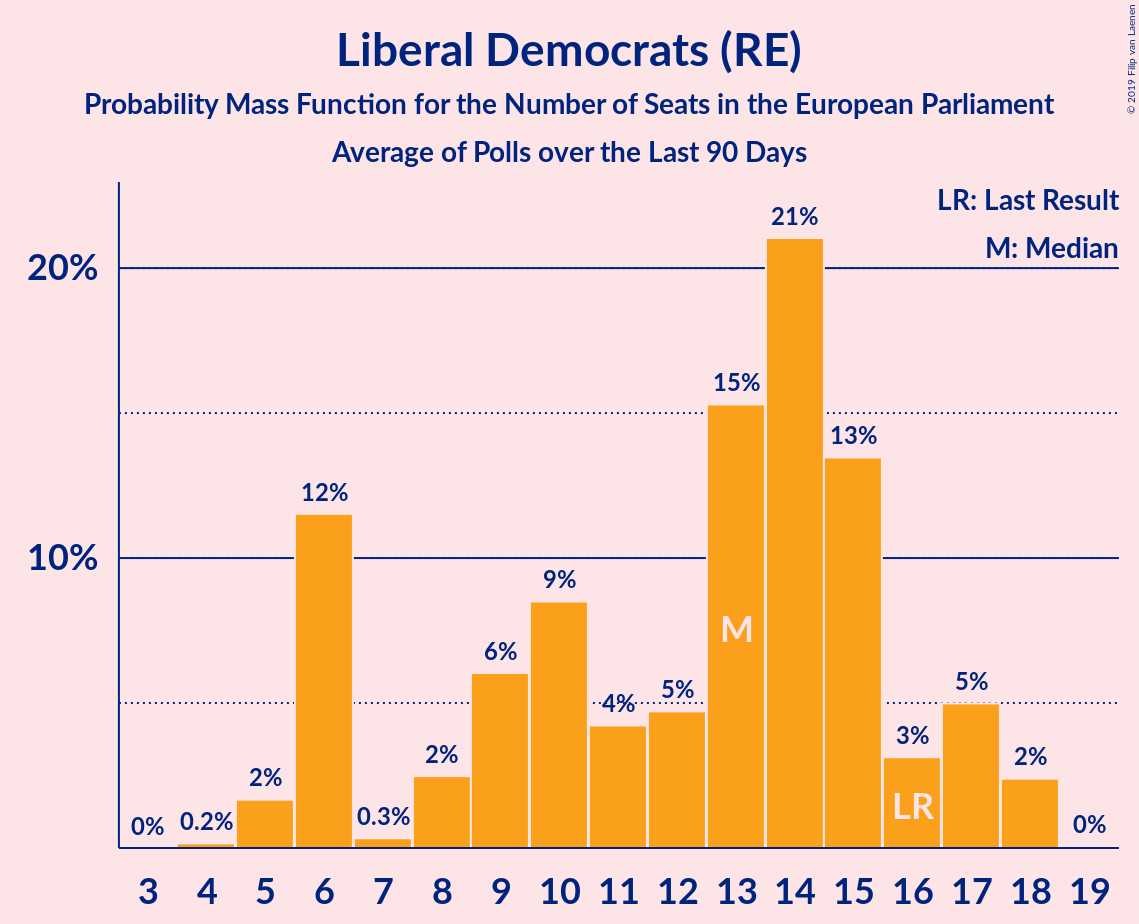 Liberal Democrats (RE)
Probability Mass Function for the Number of Seats in the European Parliament
Average of Polls over the Last 90 Days
© 2019 Filip van Laenen
LR: Last Result
M: Median
20%
10%
0%
0.2%
2%
12%
0.3%
2%
6%
9%
4%
5%
15%
21%
13%
3%
5%
2%
0%
M
LR
3 4 5 6 7 8 9 10 11 12 13 14 15 16 17 18 19